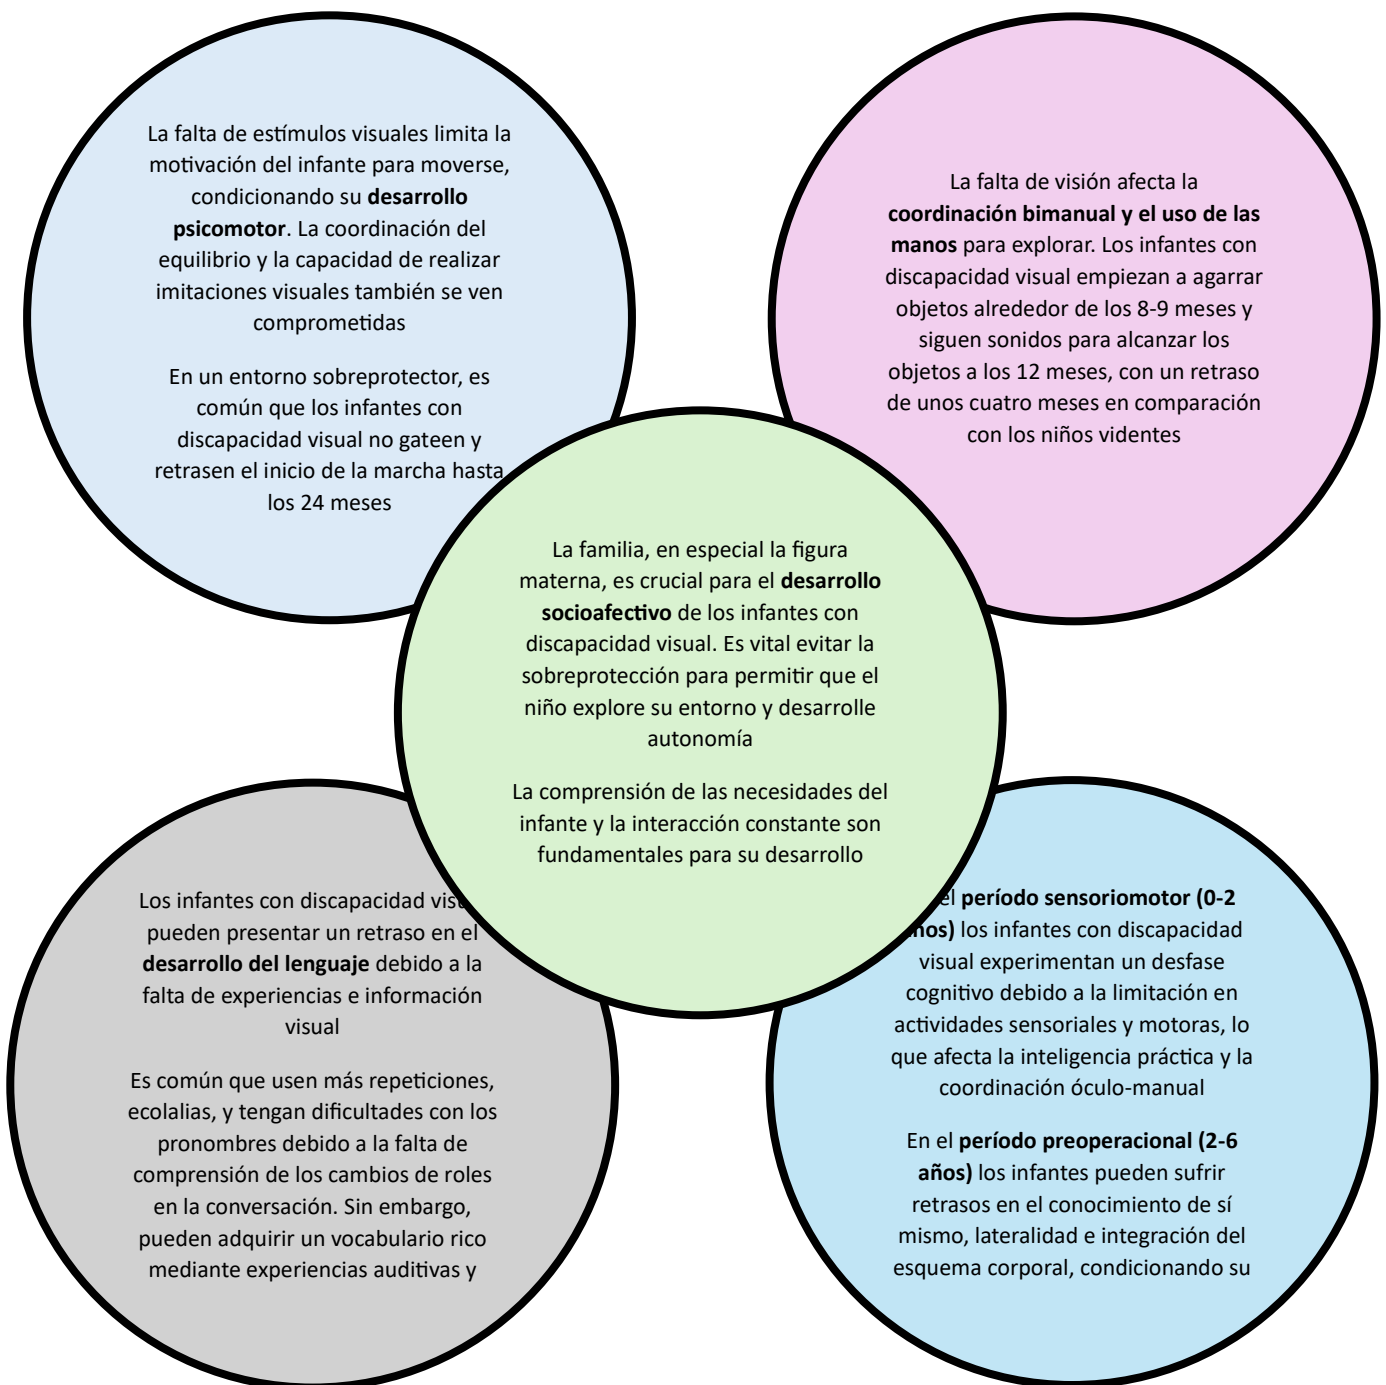 La falta de estímulos visuales limita la
motivación del infante para moverse,
condicionando su desarrollo
psicomotor. La coordinación del
equilibrio y la capacidad de realizar
imitaciones visuales también se ven
comprometidas
En un entorno sobreprotector, es
común que los infantes con
discapacidad visual no gateen y
retrasen el inicio de la marcha hasta
los 24 meses
La falta de visión afecta la
coordinación bimanual y el uso de las
manos para explorar. Los infantes con
discapacidad visual empiezan a agarrar
objetos alrededor de los 8-9 meses y
siguen sonidos para alcanzar los
objetos a los 12 meses, con un retraso
de unos cuatro meses en comparación
con los niños videntes
La familia, en especial la figura
materna, es crucial para el desarrollo
socioafectivo de los infantes con
discapacidad visual. Es vital evitar la
sobreprotección para permitir que el
niño explore su entorno y desarrolle
autonomía
La comprensión de las necesidades del
infante y la interacción constante son
fundamentales para su desarrollo
Los infantes con discapacidad
pueden presentar un retraso en el
desarrollo del lenguaje debido a la
falta de experiencias e información
visual
Es común que usen más repeticiones,
ecolalias, y tengan dificultades con los
pronombres debido a la falta de
comprensión de los cambios de roles
en la conversación. Sin embargo,
pueden adquirir un vocabulario rico
mediante experiencias auditivas y
el período sensoriomotor (0-2
los infantes con discapacidad
visual experimentan un desfase
cognitivo debido a la limitación en
actividades sensoriales y motoras, lo
que afecta la inteligencia práctica y la
coordinación óculo-manual
En el período preoperacional (2-6
años) los infantes pueden sufrir
retrasos en el conocimiento de sí
mismo, lateralidad e integración del
esquema corporal, condicionando su